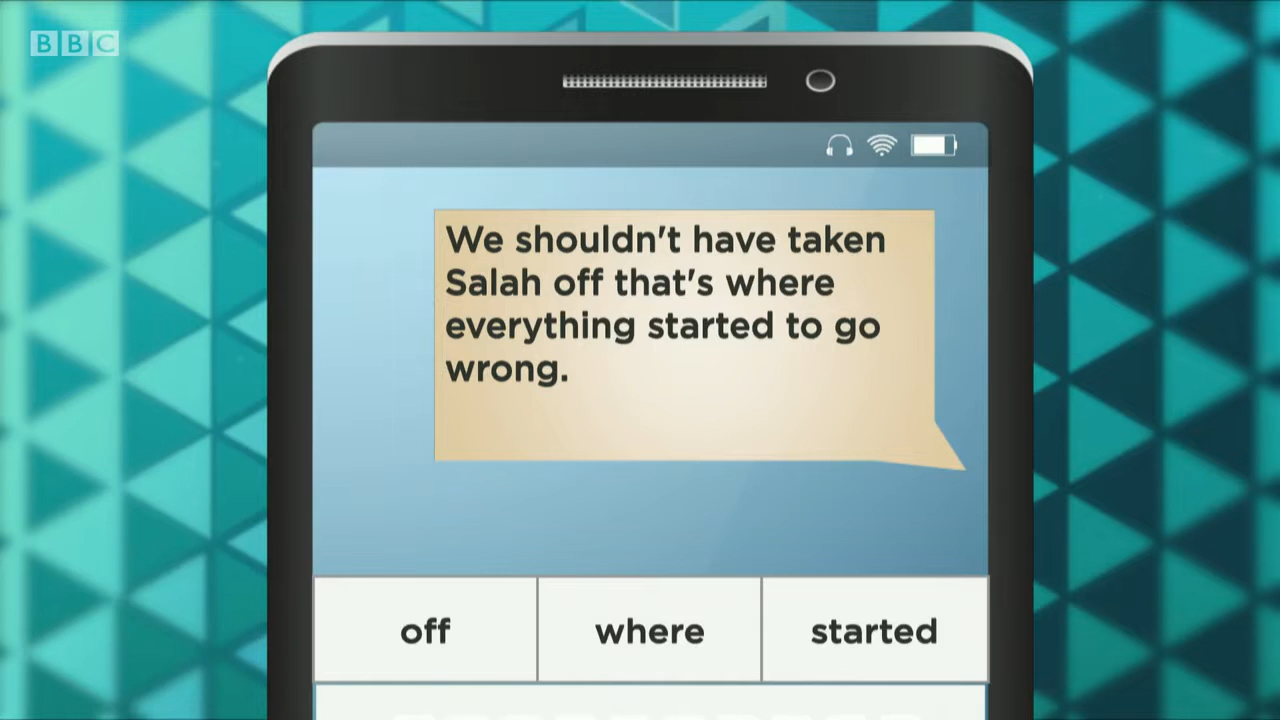 BBC
We shouldn't have taken
Salah off that's where
everything started to go
wrong.
off
where
started